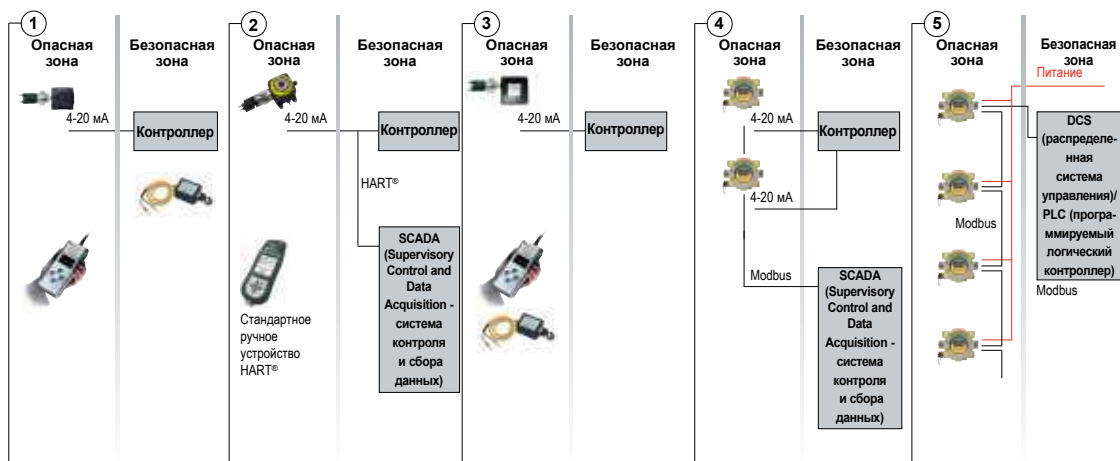 1
Опасная
зона
Безопасная
зона
4-20 мА
Контроллер
2
Опасная
зона
Безопасная
зона
4-20 мА
Контроллер
HART®
SCADA
(Supervisory
Control and
Data
Acquisition -
система
контроля
и сбора
данных)
Стандартное
ручное
устройство
HART®
3
Опасная
зона
Безопасная
зона
4-20 мА
Контроллер
4
Опасная
зона
Безопасная
зона
4-20 мА
Контроллер
4-20 мА
Modbus
SCADA
(Supervisory
Control and
Data
Acquisition -
система
контроля
и сбора
данных)
5
Опасная
зона
Безопасная
зона
Питание
DCS
(распределе-
нная
система
управления)/
PLC (програ-
ммируемый
логический
контроллер)
Modbus
Modbus